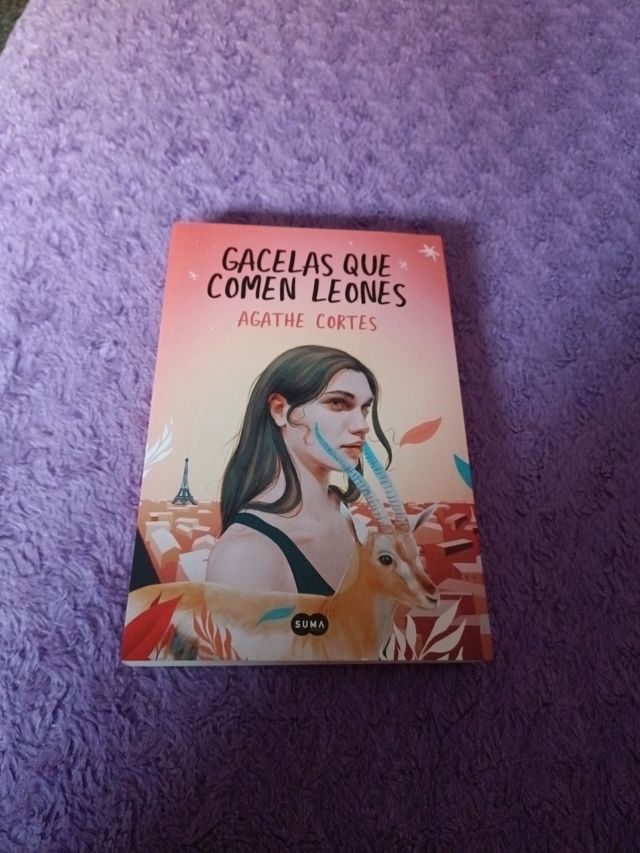 GACELAS QUE
COMEN LEONES
AGATHE CORTES
SUMA